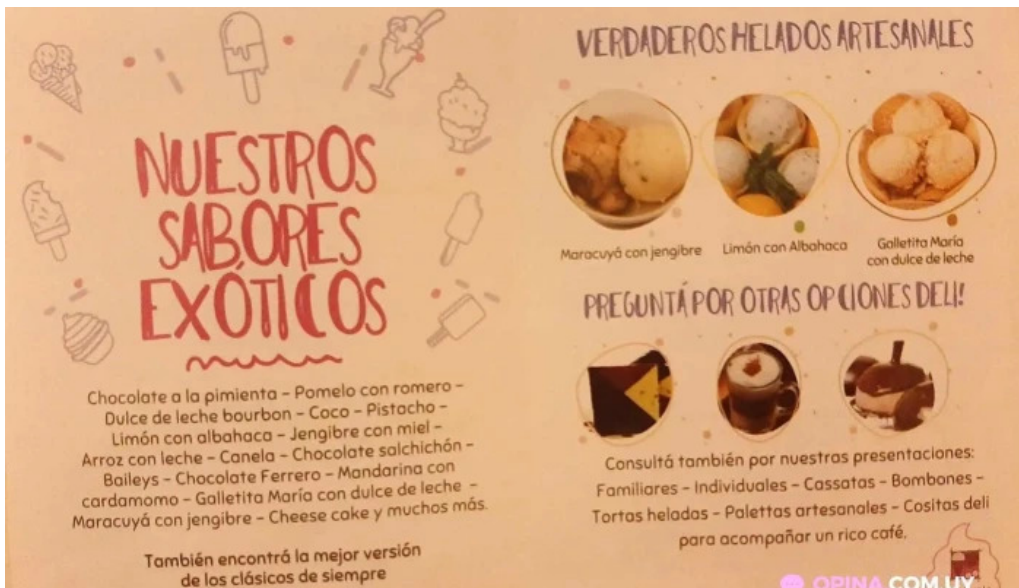 NUESTROS
SABORES
EXÓTICOS
Chocolate a la pimienta - Pomelo con romero -
Dulce de leche bourbon - Coco - Pistacho -
Limón con albahaca - Jengibre con miel -
Arroz con leche - Canela - Chocolate salchichón -
Baileys - Chocolate Ferrero - Mandarina con
cardamomo - Galletita María con dulce de leche -
Maracuyá con jengibre - Cheese cake y muchos más.
También encontrá la mejor versión
de los clásicos de siempre
VERDADEROS HELADOS ARTESANALES
Maracuyá con jengibre
Limón con Albahaca
Galletita María
con dulce de leche
PREGUNTÁ POR OTRAS OPCIONES DELI!
Consultá también por nuestras presentaciones:
Familiares - Individuales - Cassatas - Bombones -
Tortas heladas - Palettas artesanales - Cositas deli
para acompañar un rico café.
OPINA.COM.UY